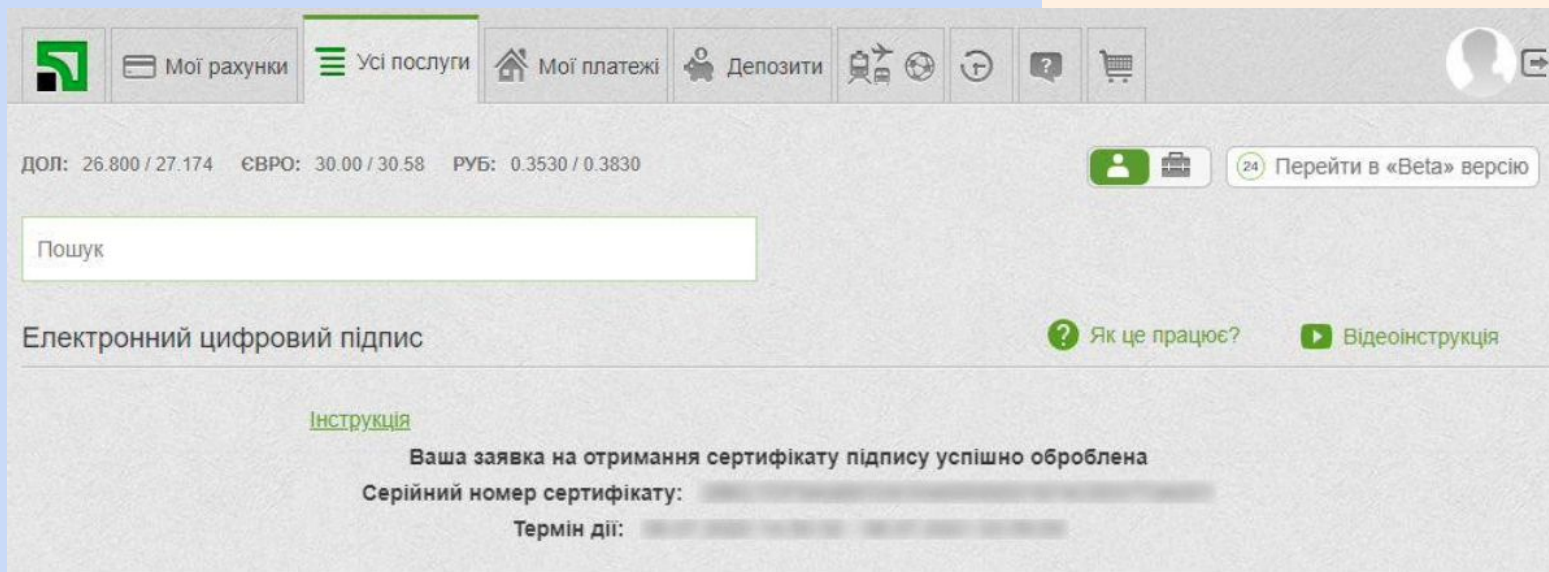 Мої рахунки Усі послуги Мої платежі Депозити
ДОЛ: 26.800 / 27.174 ЄВРО: 30.00 / 30.58 РУБ: 0.3530 / 0.3830
24 Перейти в «Beta» версію
Пошук
Електронний цифровий підпис
? Як це працює? Відеоінструкція
Інструкція
Ваша заявка на отримання сертифікату підпису успішно оброблена
Серійний номер сертифікату:
Термін дії: